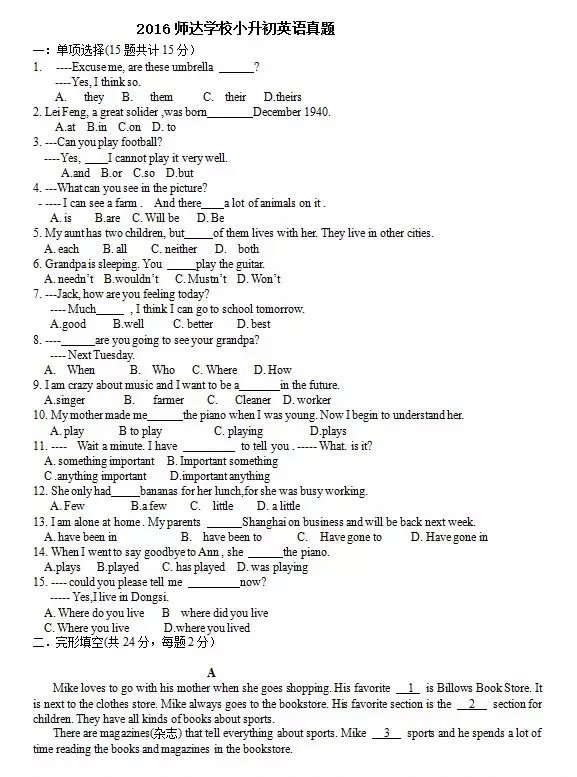 2016师达学校小升初英语真题
一：单项选择(15题共计15分)
1. ----Excuse me, are these umbrella ______?
----Yes, I think so.
A. they B. them C. their D.theirs
2. Lei Feng, a great solider ,was born________December 1940.
A.at B.in C.on D. to
3. ---Can you play football?
----Yes, ____I cannot play it very well.
A.and B.or C.so D.but
4. ---What can you see in the picture?
- ---- I can see a farm . And there____a lot of animals on it .
A. is B.are C. Will be D. Be
5. My aunt has two children, but_____of them lives with her. They live in other cities.
A. each B. all C. neither D. both
6. Grandpa is sleeping. You _____play the guitar.
A. needn’t B.wouldn’t C. Mustn’t D. Won’t
7. ---Jack, how are you feeling today?
---- Much_____ , I think I can go to school tomorrow.
A.good B.well C. better D. best
8. ----______are you going to see your grandpa?
---- Next Tuesday.
A. When B. Who C. Where D. How
9. I am crazy about music and I want to be a_______in the future.
A.singer B. farmer C. Cleaner D. worker
10. My mother made me______the piano when I was young. Now I begin to understand her.
A. play B to play C. playing D.plays
11. ---- Wait a minute. I have _________ to tell you . ----- What. is it?
A. something important B. Important something
C .anything important D.important anything
12. She only had_____bananas for her lunch,for she was busy working.
A. Few B.a few C. little D. a little
13. I am alone at home . My parents ______Shanghai on business and will be back next week.
A. have been in B. have been to C. Have gone to D. Have gone in
14. When I went to say goodbye to Ann , she ______the piano.
A.plays B.played C. has played D. was playing
15. ---- could you please tell me _________now?
----- Yes,I live in Dongsi.
A. Where do you live B where did you live
C. Where you live D.where you lived
二．完形填空(共24分，每题2分)
A
Mike loves to go with his mother when she goes shopping. His favorite __1__ is Billows Book Store. It
is next to the clothes store. Mike always goes to the bookstore. His favorite section is the __2__ section for
children. They have all kinds of books about sports.
There are magazines(杂志) that tell everything about sports. Mike __3__ sports and he spends a lot of
time reading the books and magazines in the bookstore.